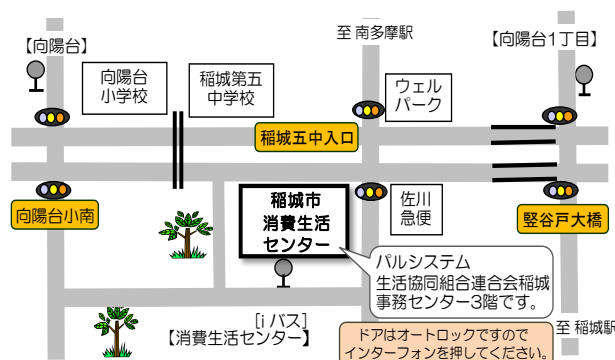 【向陽台】
至 南多摩駅
【向陽台1丁目】
向陽台
小学校
稲城第五
中学校
ウェル
パーク
稲城五中入口
向陽台小南
稲城市
消費生活
センター
佐川
急便
竪谷戸大橋
パルシステム
生活協同組合連合会稲城
事務センター3階です。
[i バス]
【消費生活センター】
至 稲城駅
ドアはオートロックですので
インターフォンを押してください。